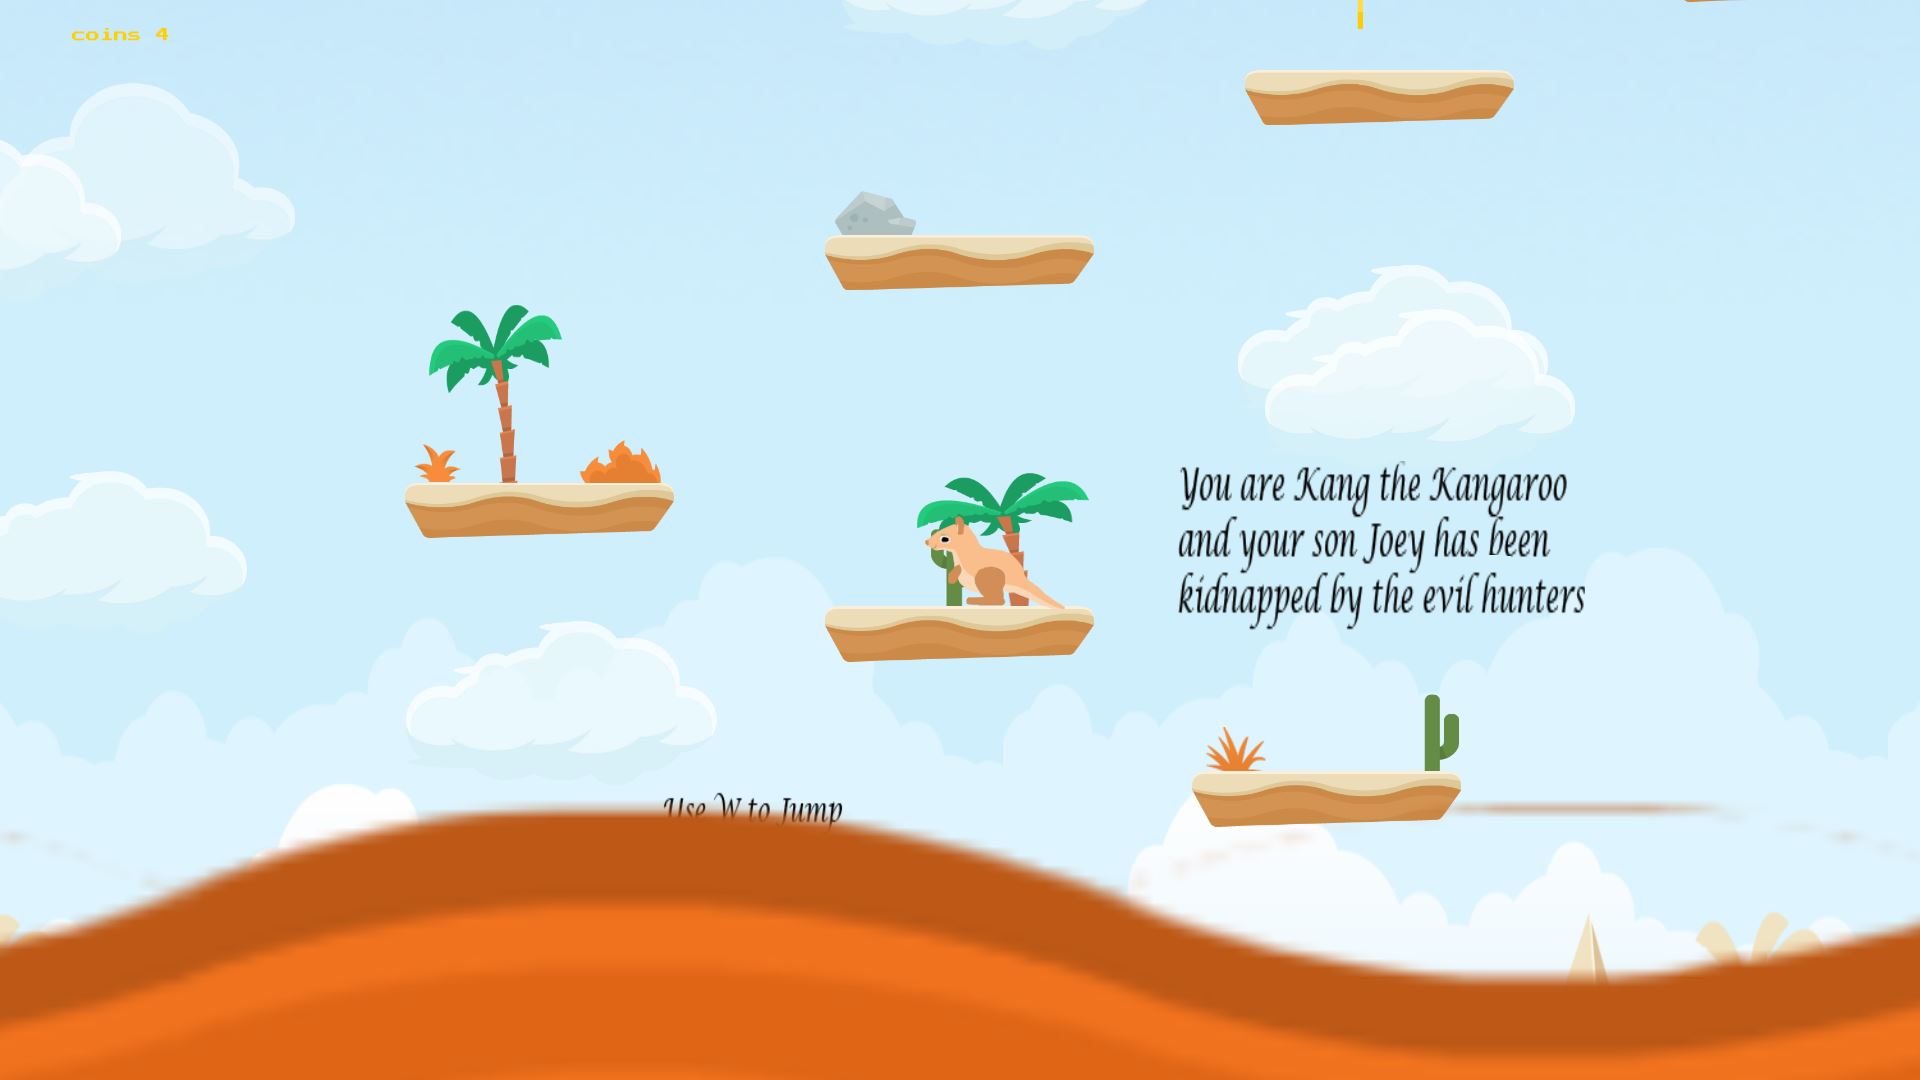 coins 4
You are Kang the Kangaroo
and your son Joey has been
kidnapped by the evil hunters
Use W to Jump